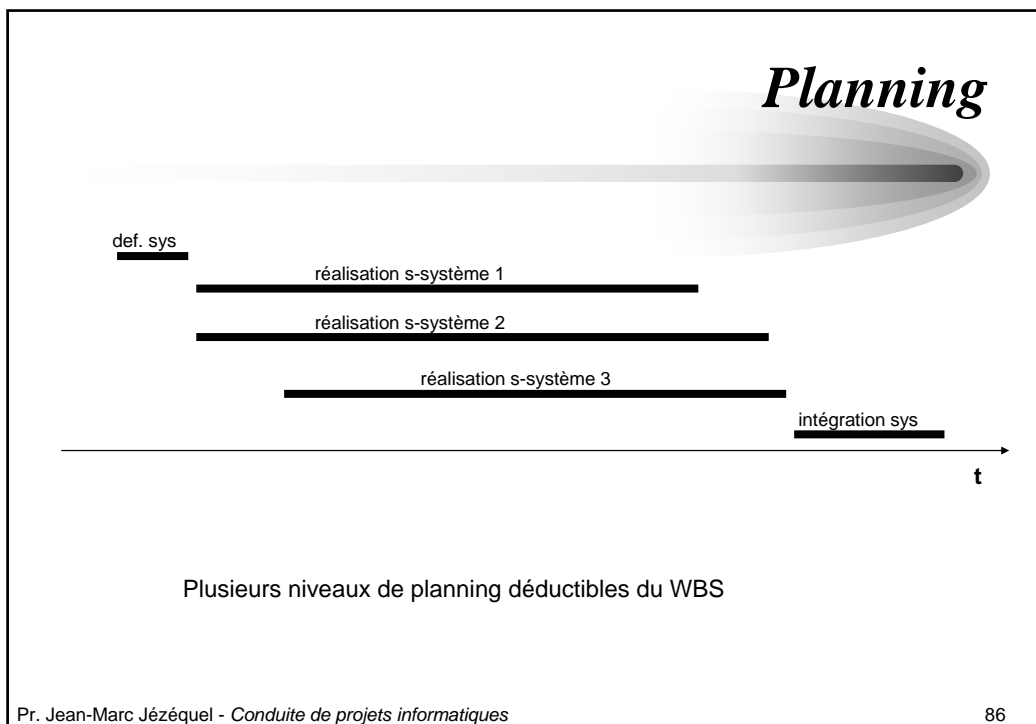 Planning
def. sys
réalisation s-système 1
réalisation s-système 2
réalisation s-système 3
intégration sys
t
Plusieurs niveaux de planning déductibles du WBS
Pr. Jean-Marc Jézéquel - Conduite de projets informatiques 86